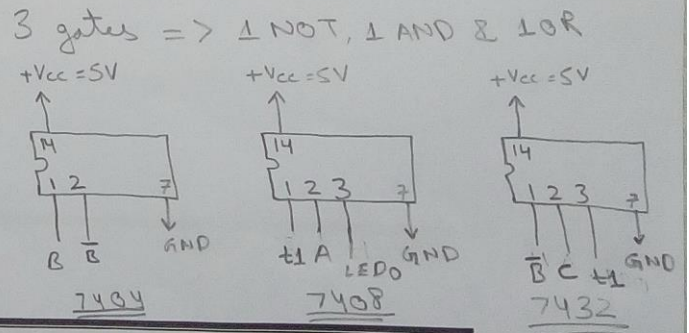 3 gates => 1 NOT, 1 AND & 1 OR
+Vcc = 5V +Vcc = 5V +Vcc = 5V
14 14 14
1 2 7 1 2 3 7 1 2 3 7
B B̅ GND t1 A LED0 GND B̅ C t1 GND
7404 7408 7432